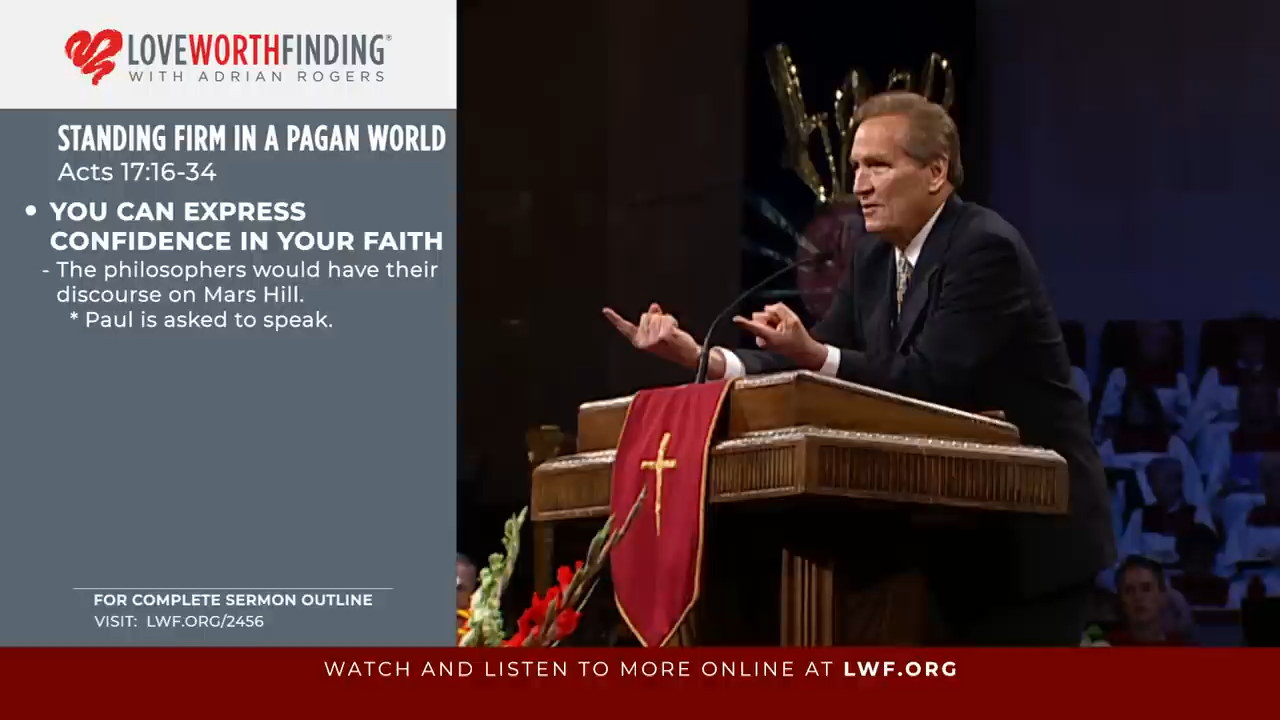 LOVEWORTHFINDING®
WITH ADRIAN ROGERS
STANDING FIRM IN A PAGAN WORLD
Acts 17:16-34
• YOU CAN EXPRESS
CONFIDENCE IN YOUR FAITH
- The philosophers would have their
discourse on Mars Hill.
* Paul is asked to speak.
FOR COMPLETE SERMON OUTLINE
VISIT: LWF.ORG/2456
WATCH AND LISTEN TO MORE ONLINE AT LWF.ORG